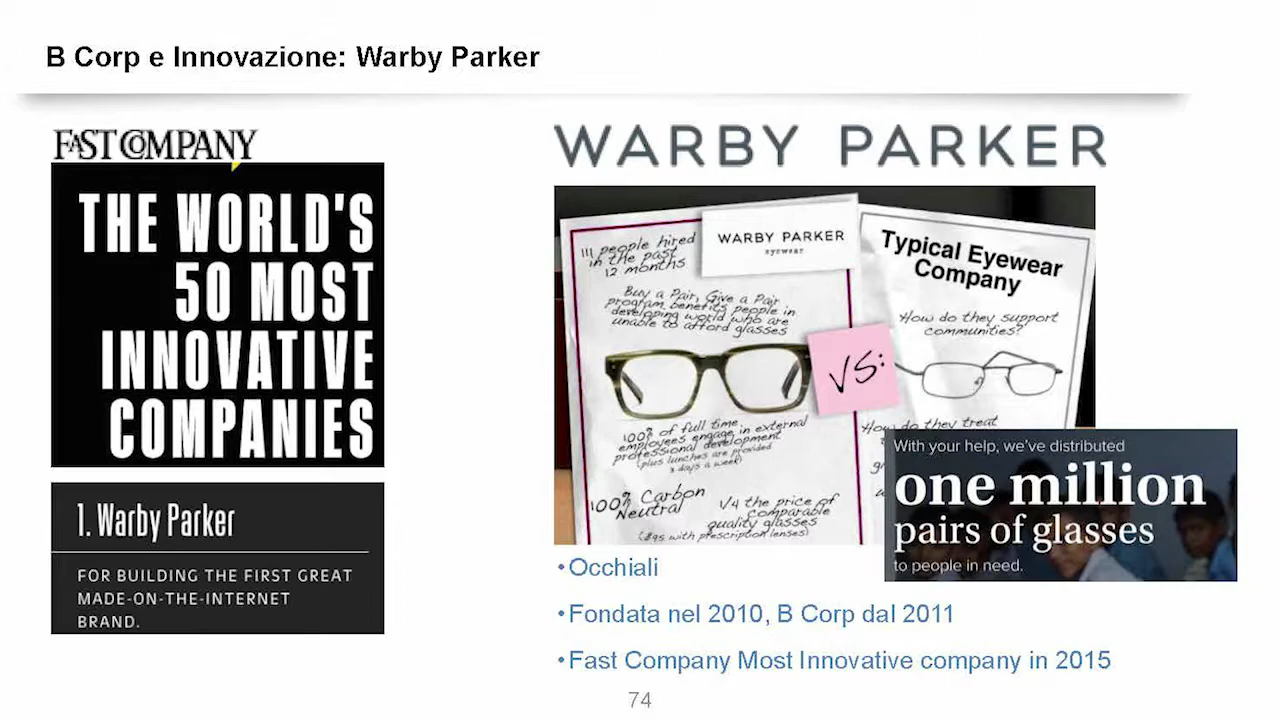 B Corp e Innovazione: Warby Parker
FAST COMPANY
THE WORLD'S
50 MOST
INNOVATIVE
COMPANIES
1. Warby Parker
FOR BUILDING THE FIRST GREAT
MADE-ON-THE-INTERNET
BRAND.
WARBY PARKER
111 people hired
in the past
12 months
WARBY PARKER
eyewear
Buy a Pair, Give a Pair
program benefits people in
developing world who are
unable to afford glasses
100% of full time
employees engage in external
professional development
(plus lunches are provided
days a week)
100% Carbon
Neutral
1/4 the price of
comparable
quality glasses
($95 with prescription lenses)
VS:
Typical Eyewear
Company
How do they support
communities?
How do they treat
With your help, we've distributed
one million
pairs of glasses
to people in need.
•Occhiali
•Fondata nel 2010, B Corp dal 2011
•Fast Company Most Innovative company in 2015
74